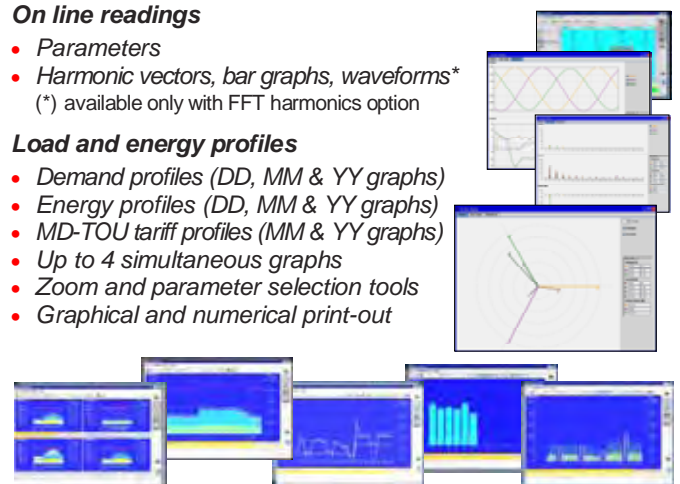 On line readings
• Parameters
• Harmonic vectors, bar graphs, waveforms*
(*) available only with FFT harmonics option
Load and energy profiles
• Demand profiles (DD, MM & YY graphs)
• Energy profiles (DD, MM & YY graphs)
• MD-TOU tariff profiles (MM & YY graphs)
• Up to 4 simultaneous graphs
• Zoom and parameter selection tools
• Graphical and numerical print-out